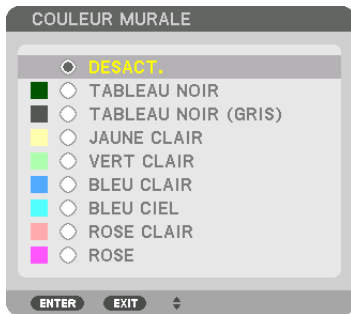 COULEUR MURALE
DESACT.
TABLEAU NOIR
TABLEAU NOIR (GRIS)
JAUNE CLAIR
VERT CLAIR
BLEU CLAIR
BLEU CIEL
ROSE CLAIR
ROSE
ENTER EXIT